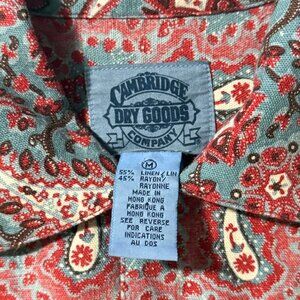 CAMBRIDGE
DRY GOODS
COMPANY
M
55% LINEN/LIN
45% RAYON/
RAYONNE
MADE IN
HONG KONG
FABRIQUE A
HONG KONG
SEE REVERSE
FOR CARE
INDICATIONS
AU DOS